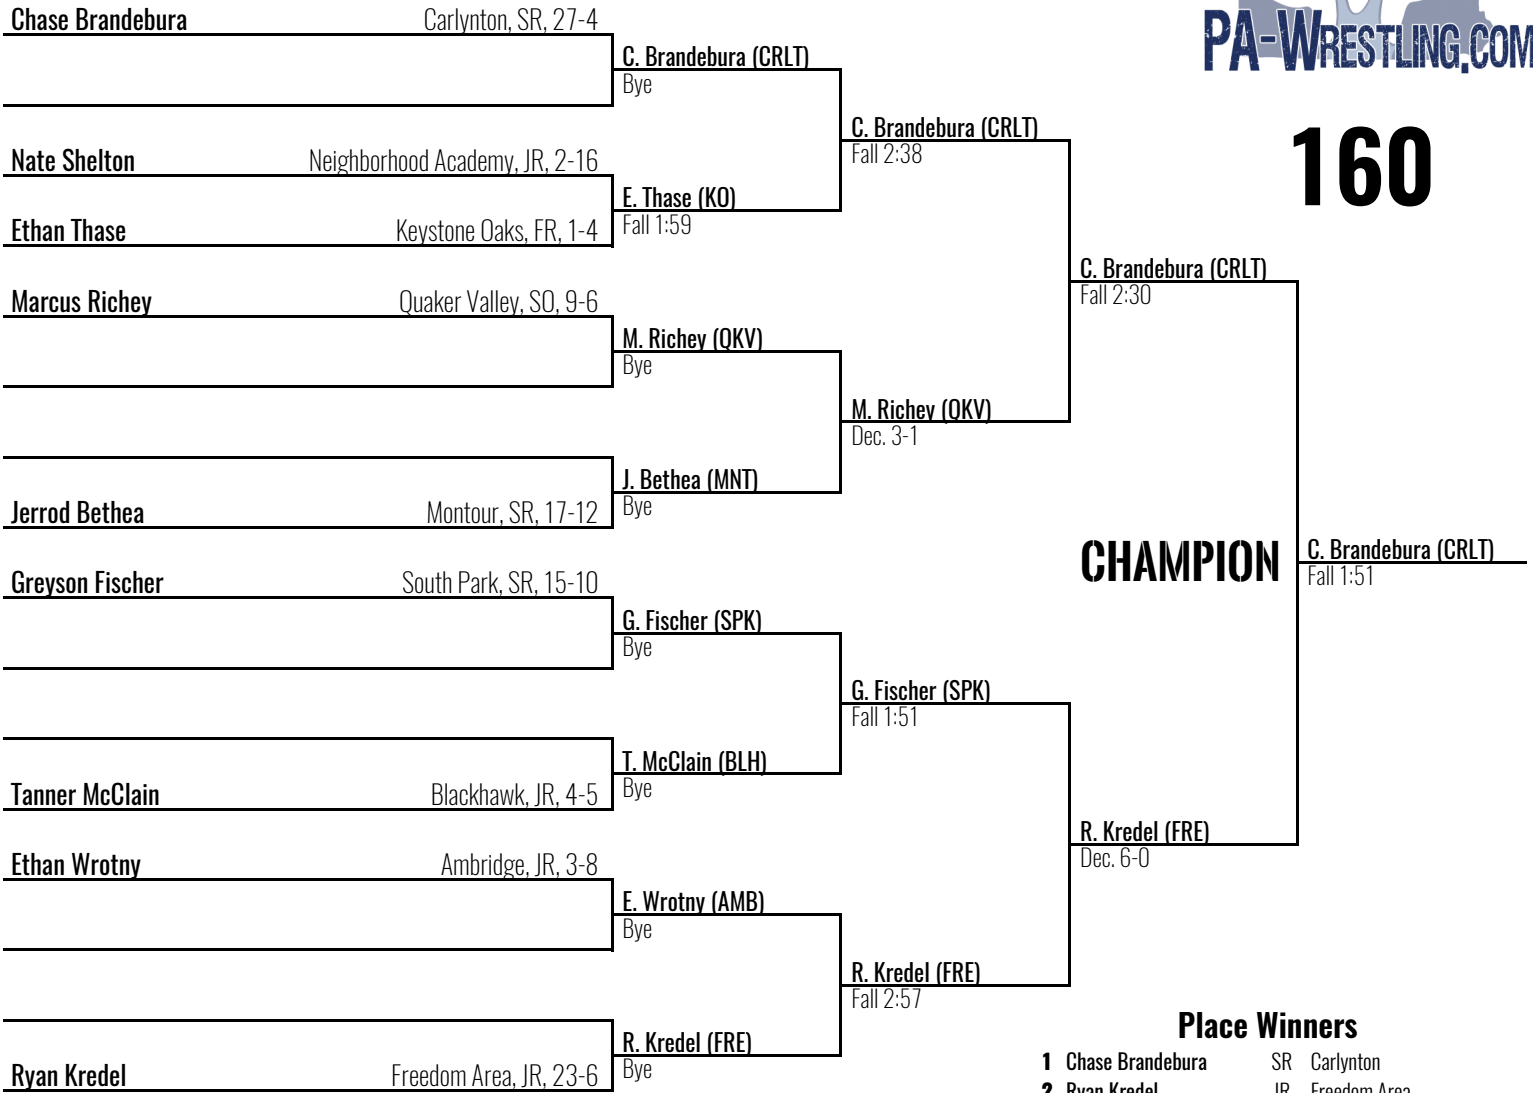 PA-WRESTLING.COM
160
Chase Brandebura Carlynton, SR, 27-4
C. Brandebura (CRLT)
Bye
C. Brandebura (CRLT)
Fall 2:38
Nate Shelton Neighborhood Academy, JR, 2-16
E. Thase (KO)
Fall 1:59
Ethan Thase Keystone Oaks, FR, 1-4
C. Brandebura (CRLT)
Fall 2:30
Marcus Richey Quaker Valley, SO, 9-6
M. Richey (QKV)
Bye
M. Richey (QKV)
Dec. 3-1
J. Bethea (MNT)
Bye
Jerrod Bethea Montour, SR, 17-12
CHAMPION
C. Brandebura (CRLT)
Fall 1:51
Greyson Fischer South Park, SR, 15-10
G. Fischer (SPK)
Bye
G. Fischer (SPK)
Fall 1:51
T. McClain (BLH)
Bye
Tanner McClain Blackhawk, JR, 4-5
R. Kredel (FRE)
Dec. 6-0
Ethan Wrotny Ambridge, JR, 3-8
E. Wrotny (AMB)
Bye
R. Kredel (FRE)
Fall 2:57
R. Kredel (FRE)
Bye
Ryan Kredel Freedom Area, JR, 23-6
Place Winners
1 Chase Brandebura SR Carlynton
2 Ryan Kredel JR Freedom Area